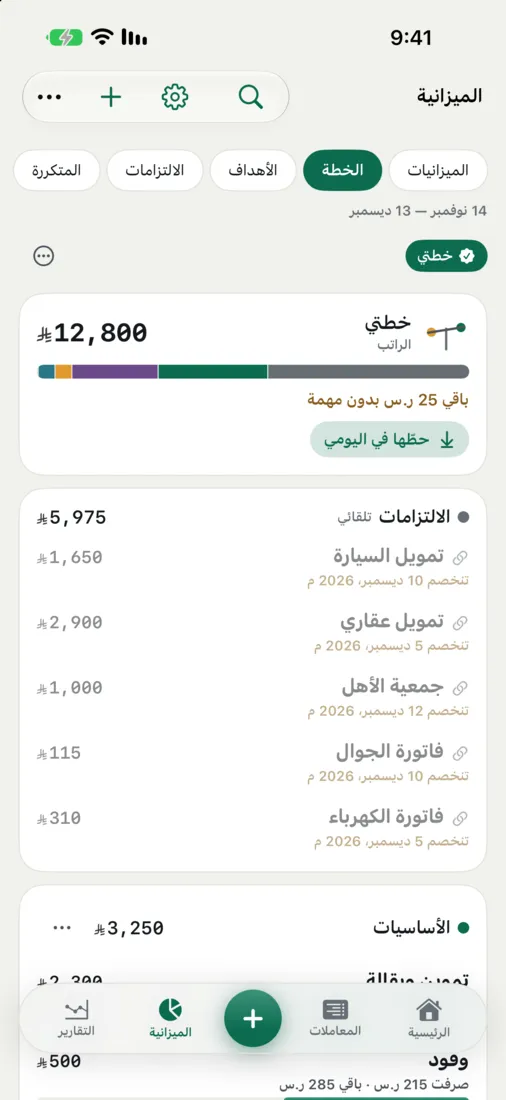 9:41
الميزانية
الميزانيات
الخطة
الأهداف
الالتزامات
المتكررة
14 نوفمبر — 13 ديسمبر
خطتي
خطتي
12,800
الراتب
باقي 25 ر.س بدون مهمة
حطّها في اليومي
الالتزامات تلقائي
5,975
تمويل السيارة
1,650
تنخصم 10 ديسمبر، 2026 م
تمويل عقاري
2,900
تنخصم 5 ديسمبر، 2026 م
جمعية الأهل
1,000
تنخصم 12 ديسمبر، 2026 م
فاتورة الجوال
115
تنخصم 10 ديسمبر، 2026 م
فاتورة الكهرباء
310
تنخصم 5 ديسمبر، 2026 م
الأساسيات
3,250
تموين وبقالة
2,300
الرئيسية
المعاملات
الميزانية
التقارير
وقود
500
صرفت 215 ر.س · باقي 285 ر.س